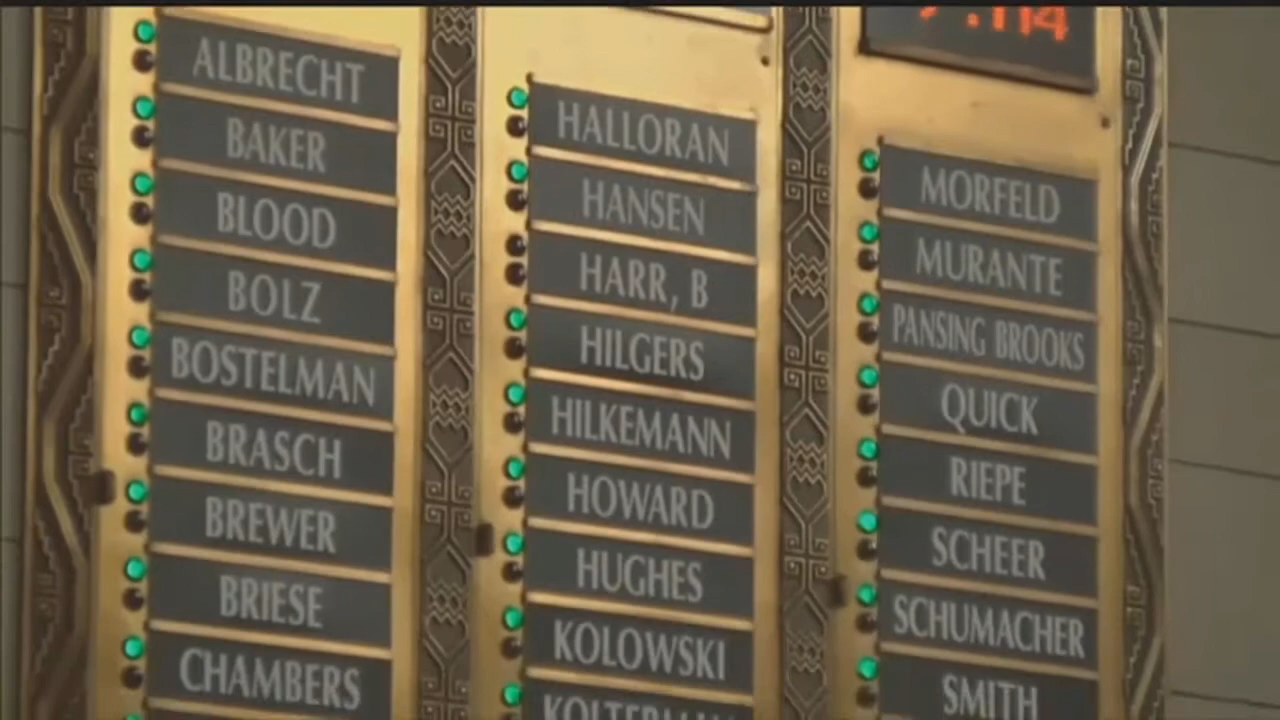 ALBRECHT
BAKER
BLOOD
BOLZ
BOSTELMAN
BRASCH
BREWER
BRIESE
CHAMBERS
HALLORAN
HANSEN
HARR, B
HILGERS
HILKEMANN
HOWARD
HUGHES
KOLOWSKI
MORFELD
MURANTE
PANSING BROOKS
QUICK
RIEPE
SCHEER
SCHUMACHER
SMITH